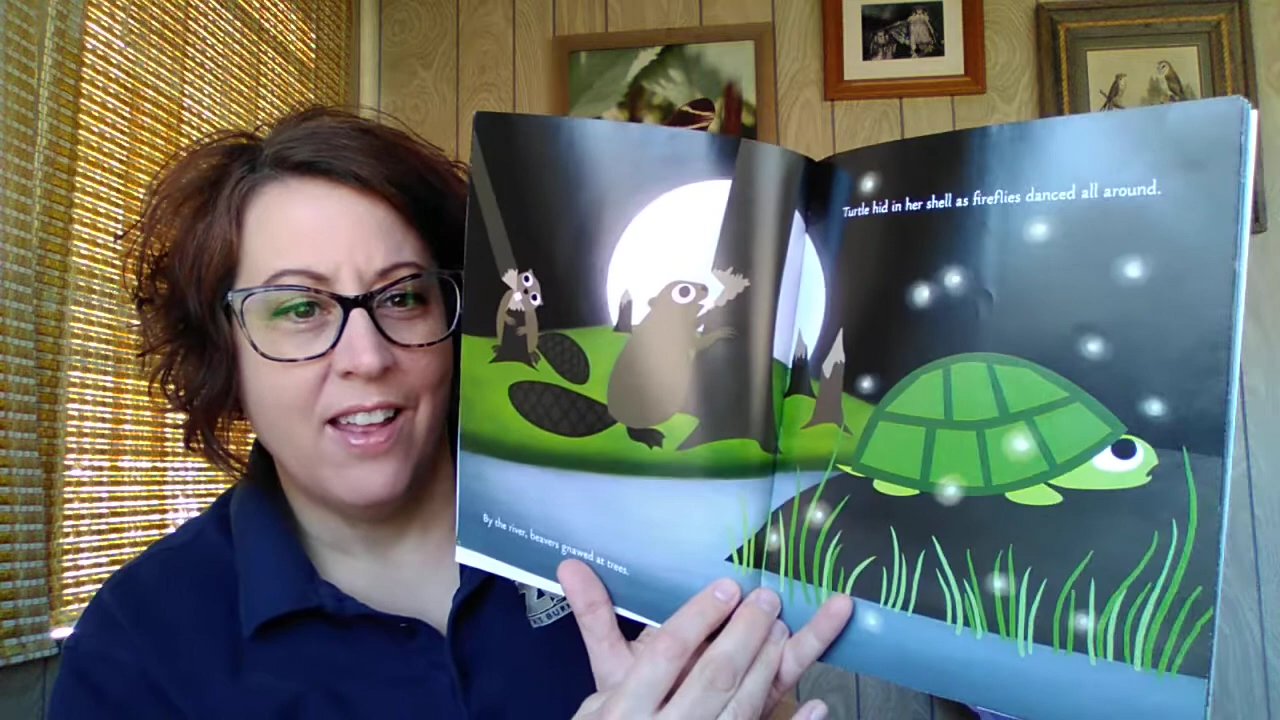 By the river, beavers gnawed at trees.
Turtle hid in her shell as fireflies danced all around.